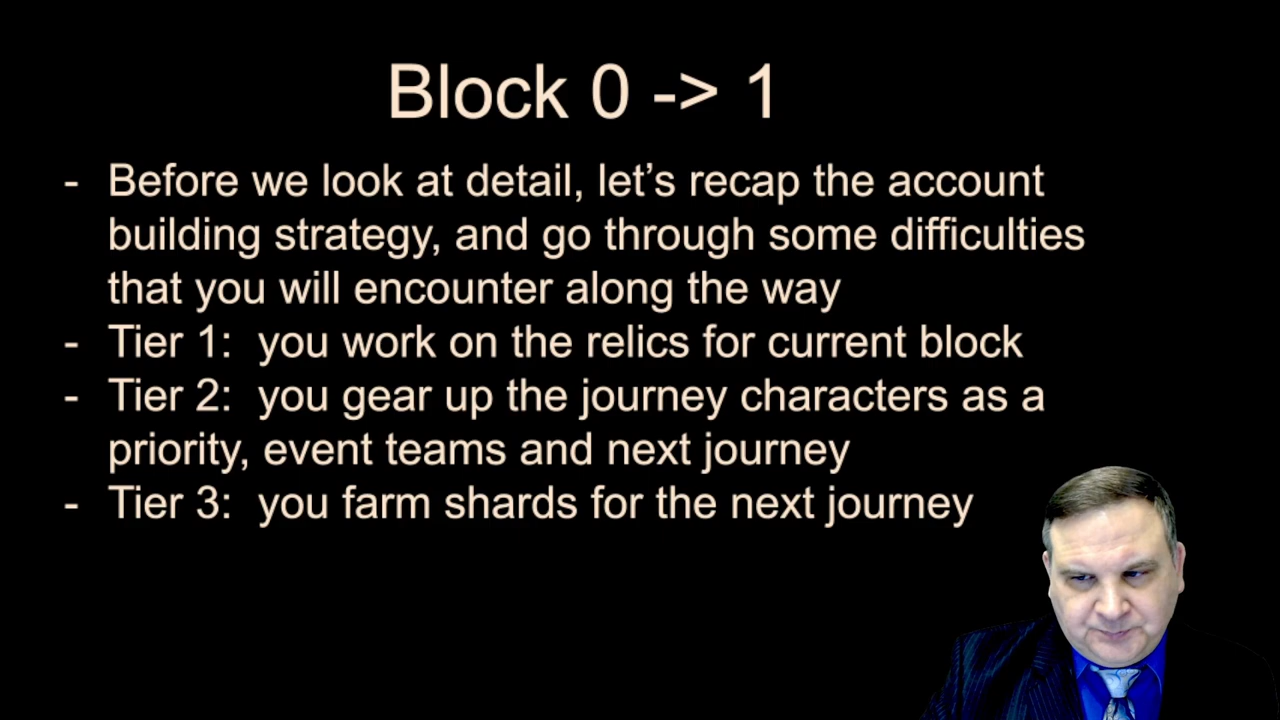 Block 0 -> 1
- Before we look at detail, let’s recap the account
building strategy, and go through some difficulties
that you will encounter along the way
- Tier 1:  you work on the relics for current block
- Tier 2:  you gear up the journey characters as a
priority, event teams and next journey
- Tier 3:  you farm shards for the next journey